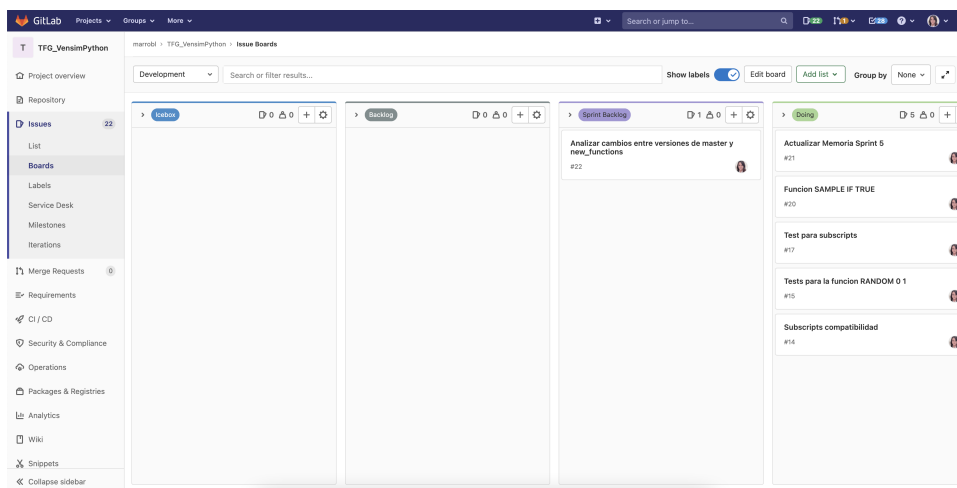 GitLab Projects Groups More Search or jump to... 22 1 28
T TFG_VensimPython
marrobl > TFG_VensimPython > Issue Boards
Project overview
Repository
Issues 22
List
Boards
Labels
Service Desk
Milestones
Iterations
Merge Requests 0
Requirements
CI / CD
Security & Compliance
Operations
Packages & Registries
Analytics
Wiki
Snippets
Collapse sidebar
Development Search or filter results... Show labels Edit board Add list Group by None
Icebox 0 0
Backlog 0 0
Sprint Backlog 1 0
Analizar cambios entre versiones de master y
new_functions
#22
Doing 5 0
Actualizar Memoria Sprint 5
#21
Funcion SAMPLE IF TRUE
#20
Test para subscripts
#17
Tests para la funcion RANDOM 0 1
#15
Subscripts compatibilidad
#14